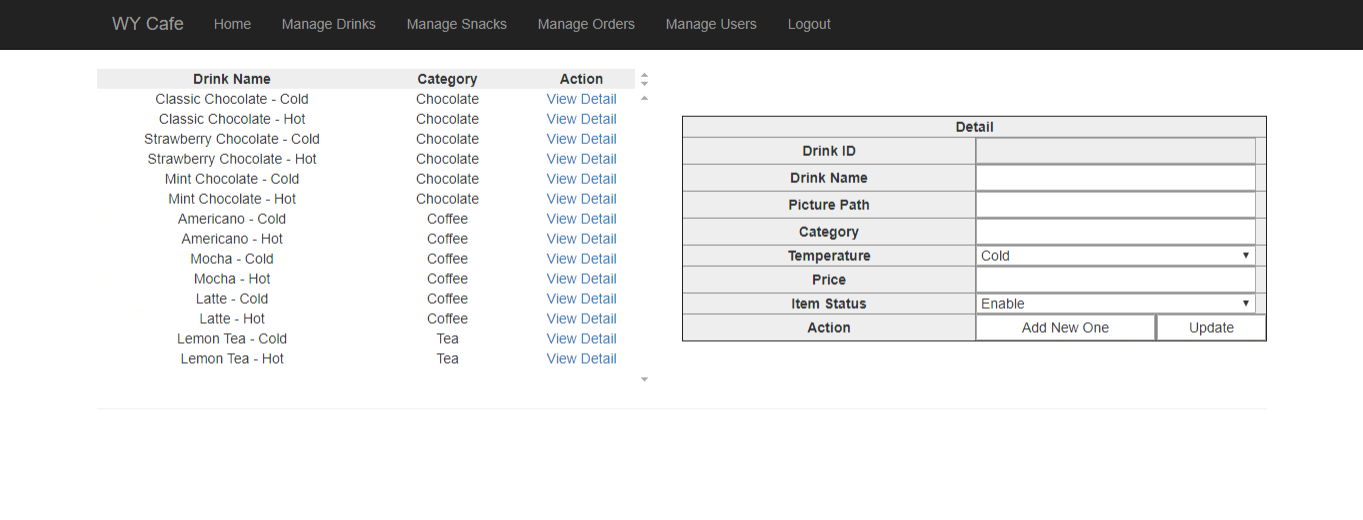 WY Cafe Home Manage Drinks Manage Snacks Manage Orders Manage Users Logout
Drink Name Category Action
Classic Chocolate - Cold Chocolate View Detail
Classic Chocolate - Hot Chocolate View Detail
Strawberry Chocolate - Cold Chocolate View Detail
Strawberry Chocolate - Hot Chocolate View Detail
Mint Chocolate - Cold Chocolate View Detail
Mint Chocolate - Hot Chocolate View Detail
Americano - Cold Coffee View Detail
Americano - Hot Coffee View Detail
Mocha - Cold Coffee View Detail
Mocha - Hot Coffee View Detail
Latte - Cold Coffee View Detail
Latte - Hot Coffee View Detail
Lemon Tea - Cold Tea View Detail
Lemon Tea - Hot Tea View Detail
Detail
Drink ID
Drink Name
Picture Path
Category
Temperature Cold
Price
Item Status Enable
Action Add New One Update